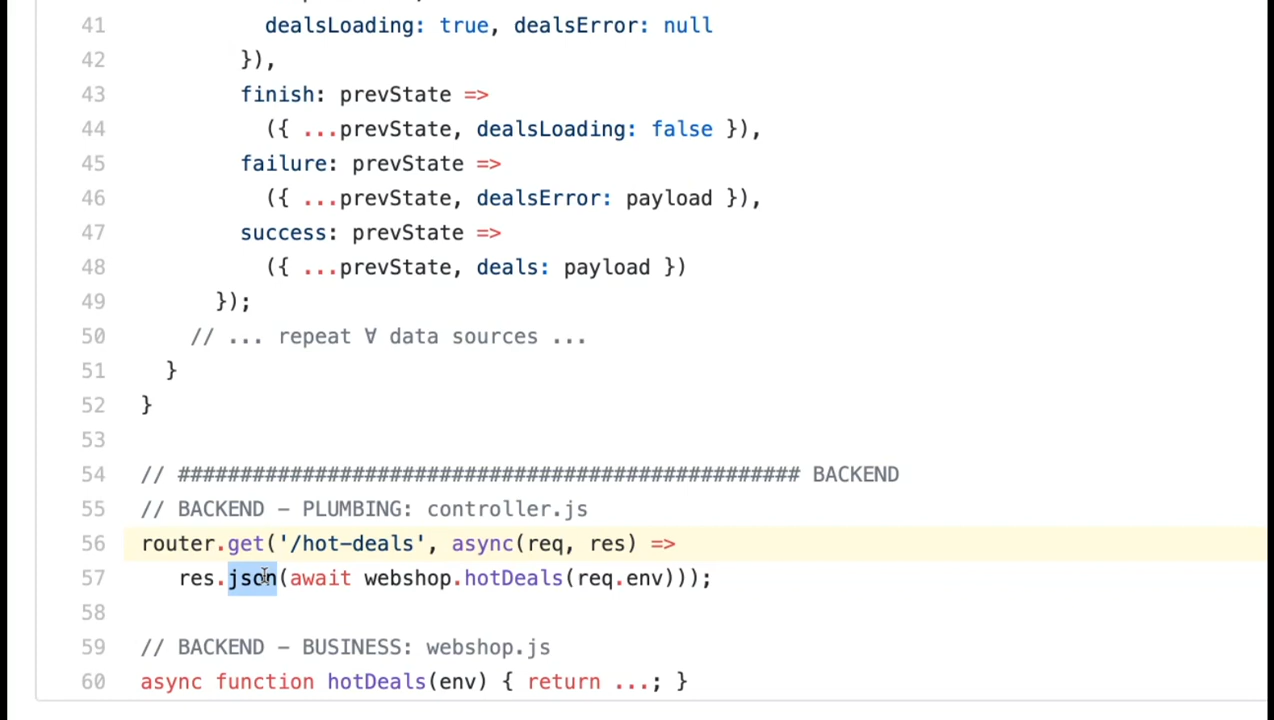 41 dealsLoading: true, dealsError: null
42 }),
43 finish: prevState =>
44 ({ ...prevState, dealsLoading: false }),
45 failure: prevState =>
46 ({ ...prevState, dealsError: payload }),
47 success: prevState =>
48 ({ ...prevState, deals: payload })
49 });
50 // ... repeat ∀ data sources ...
51 }
52 }
53
54 // ################################################## BACKEND
55 // BACKEND – PLUMBING: controller.js
56 router.get('/hot-deals', async(req, res) =>
57 res.json(await webshop.hotDeals(req.env)));
58
59 // BACKEND – BUSINESS: webshop.js
60 async function hotDeals(env) { return ...; }